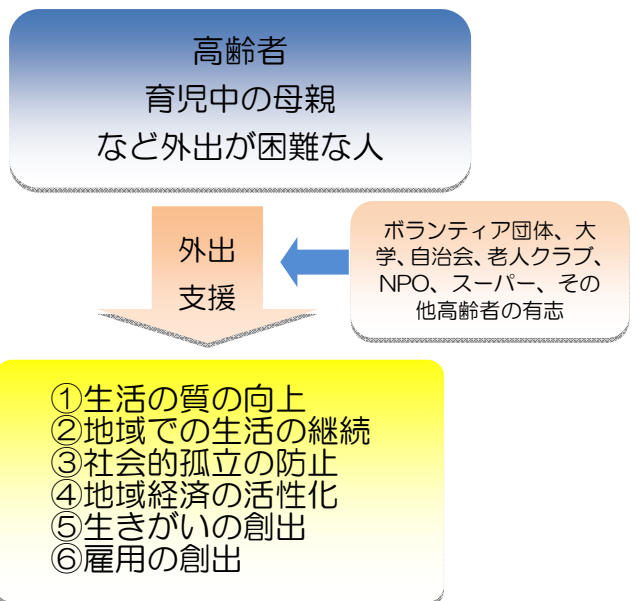 高齢者
育児中の母親
など外出が困難な人
外出
支援
ボランティア団体、大
学、自治会、老人クラブ、
NPO、スーパー、その
他高齢者の有志
①生活の質の向上
②地域での生活の継続
③社会的孤立の防止
④地域経済の活性化
⑤生きがいの創出
⑥雇用の創出